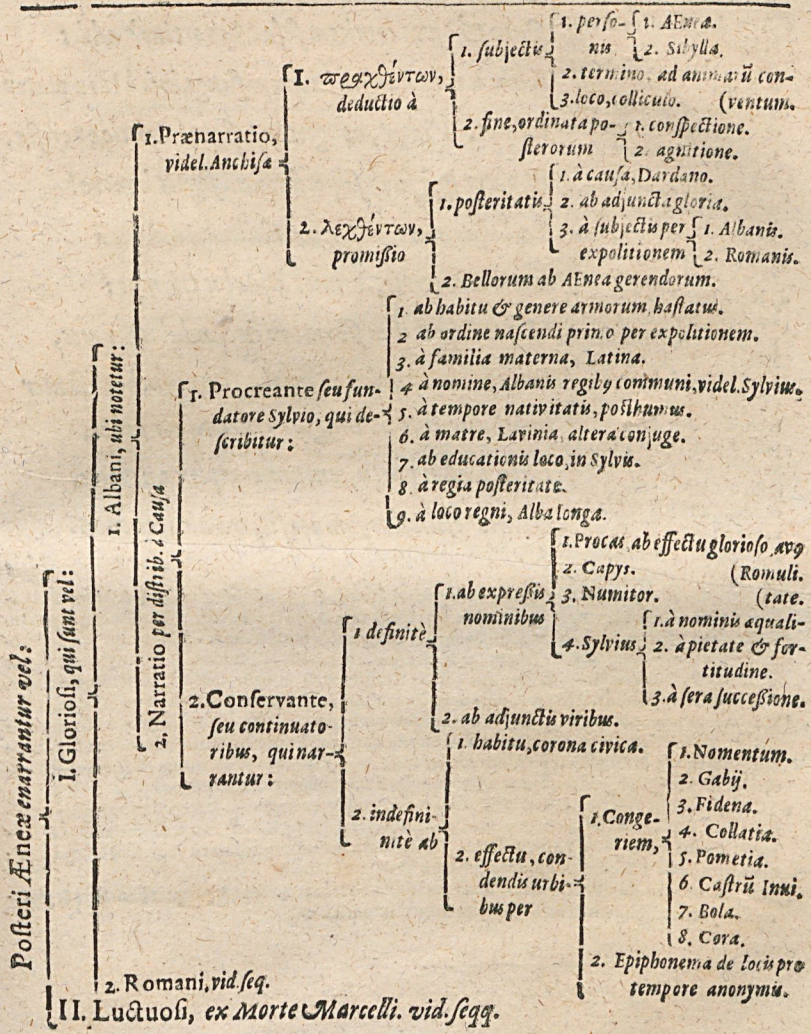 Posteri Æneæ enarrantur vel:
I. Gloriosi, qui sunt vel:
1. Albani, ubi notetur:
1. Prænarratio,
videl. Anchisæ
I. πραχθέντων,
deductio à
1. subjectis
1. perso-
nis
1. AEnea.
2. Sibylla.
2. termino, ad animarū con-
(ventum.
3. loco, colliculo.
2. fine, ordinata po-
sterorum
1. conspectione.
2. agnitione.
2. λεχθέντων,
promissio
1. posteritatis
1. à causa, Dardano.
2. ab adjuncta gloria.
3. à subjectis per
expolitionem
1. Albanis.
2. Romanis.
2. Bellorum ab AEnea gerendorum.
2. Narratio per distrib. à Causa
1. Procreante seu fun-
datore Sylvio, qui de-
scribitur:
1 ab habitu & genere armorum, hastatus.
2 ab ordine nascendi primo per expolitionem.
3. à familia materna, Latina.
4 à nomine, Albanis regibꝰ communi, videl. Sylvius.
5. à tempore nativitatis, posthumus.
6. à matre, Lavinia altera conjuge.
7. ab educationis loco, in Sylvis.
8. à regia posteritate.
9. à loco regni, Alba longa.
2. Conservante,
seu continuato-
ribus, qui nar-
rantur:
1 definitè
1. ab expressis
nominibus
1. Procas ab effectu glorioso, avꝰ
(Romuli.
2. Capys.
3. Numitor.
4. Sylvius
1. à nominis æquali-
(tate.
2. à pietate & for-
titudine.
3. à sera successione.
2. ab adjunctis viribus.
2. indefini-
nitè ab
1. habitu, corona civica.
2. effectu, con-
dendis urbi-
bus per
1. Conge-
riem,
1. Nomentum.
2. Gabij.
3. Fidena.
4. Collatia.
5. Pometia.
6 Castrū Inui.
7. Bola.
8. Cora.
2. Epiphonema de locis pro
tempore anonymis.
2. Romani, vid. seq.
II. Luctuosi, ex Morte Marcelli. vid. seqq.